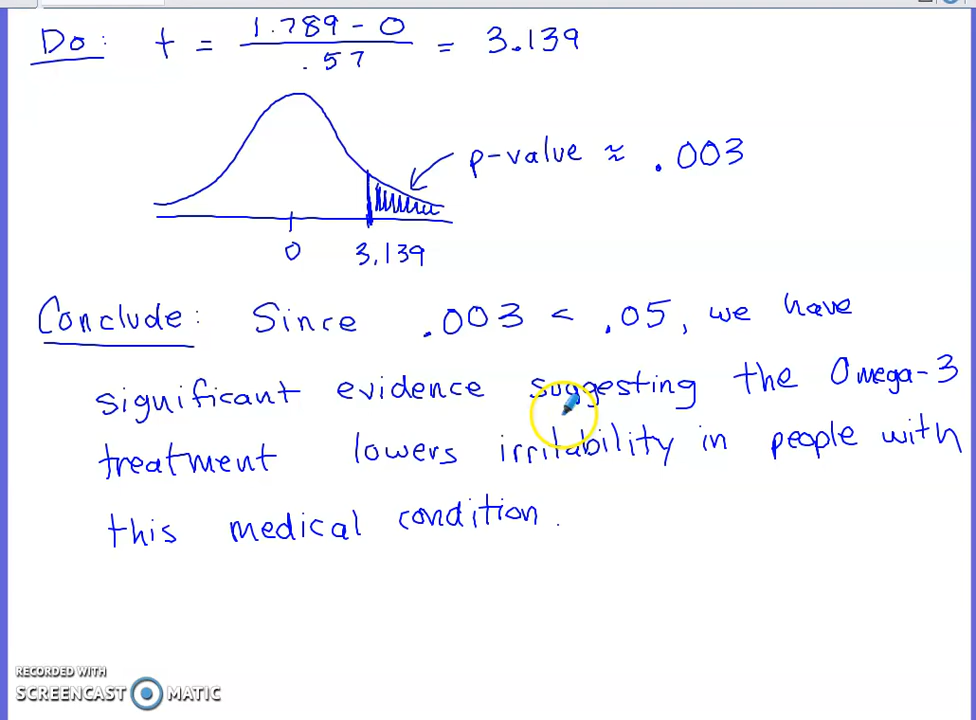 Do: t = 1.789 - 0 / .57 = 3.139
p-value ≈ .003
0 3.139
Conclude: Since .003 < .05, we have
significant evidence suggesting the Omega-3
treatment lowers irritability in people with
this medical condition.
RECORDED WITH
SCREENCAST MATIC